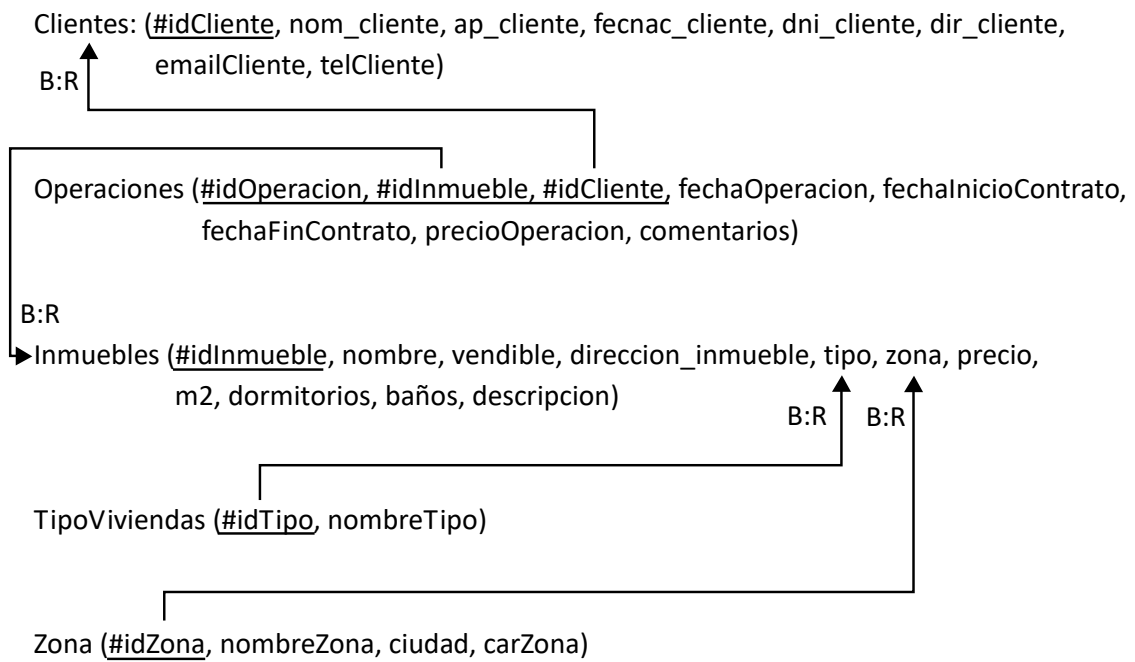 Clientes: (#idCliente, nom_cliente, ap_cliente, fecnac_cliente, dni_cliente, dir_cliente,
emailCliente, telCliente)
B:R
Operaciones (#idOperacion, #idInmueble, #idCliente, fechaOperacion, fechaInicioContrato,
fechaFinContrato, precioOperacion, comentarios)
B:R
Inmuebles (#idInmueble, nombre, vendible, direccion_inmueble, tipo, zona, precio,
m2, dormitorios, baños, descripcion)
B:R B:R
TipoViviendas (#idTipo, nombreTipo)
Zona (#idZona, nombreZona, ciudad, carZona)